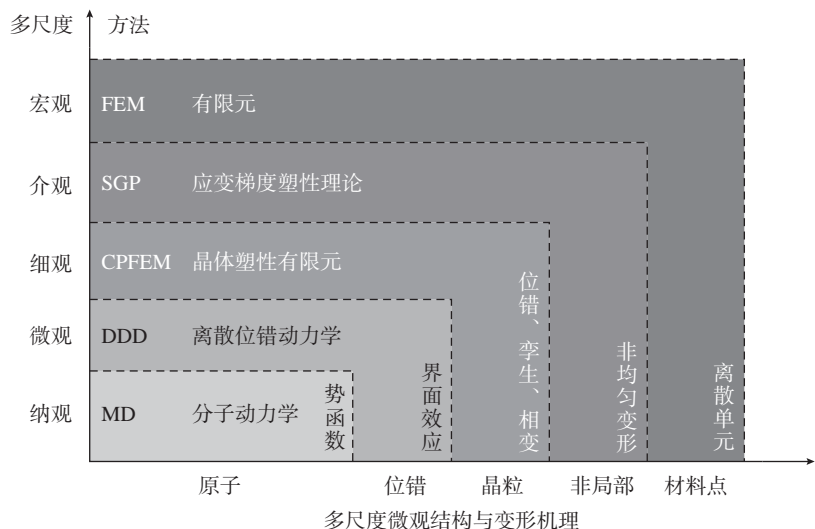 多尺度 方法
宏观 FEM 有限元
介观 SGP 应变梯度塑性理论
细观 CPFEM 晶体塑性有限元
微观 DDD 离散位错动力学
纳观 MD 分子动力学
势函数
界面效应
位错、孪生、相变
非均匀变形
离散单元
原子 位错 晶粒 非局部 材料点
多尺度微观结构与变形机理